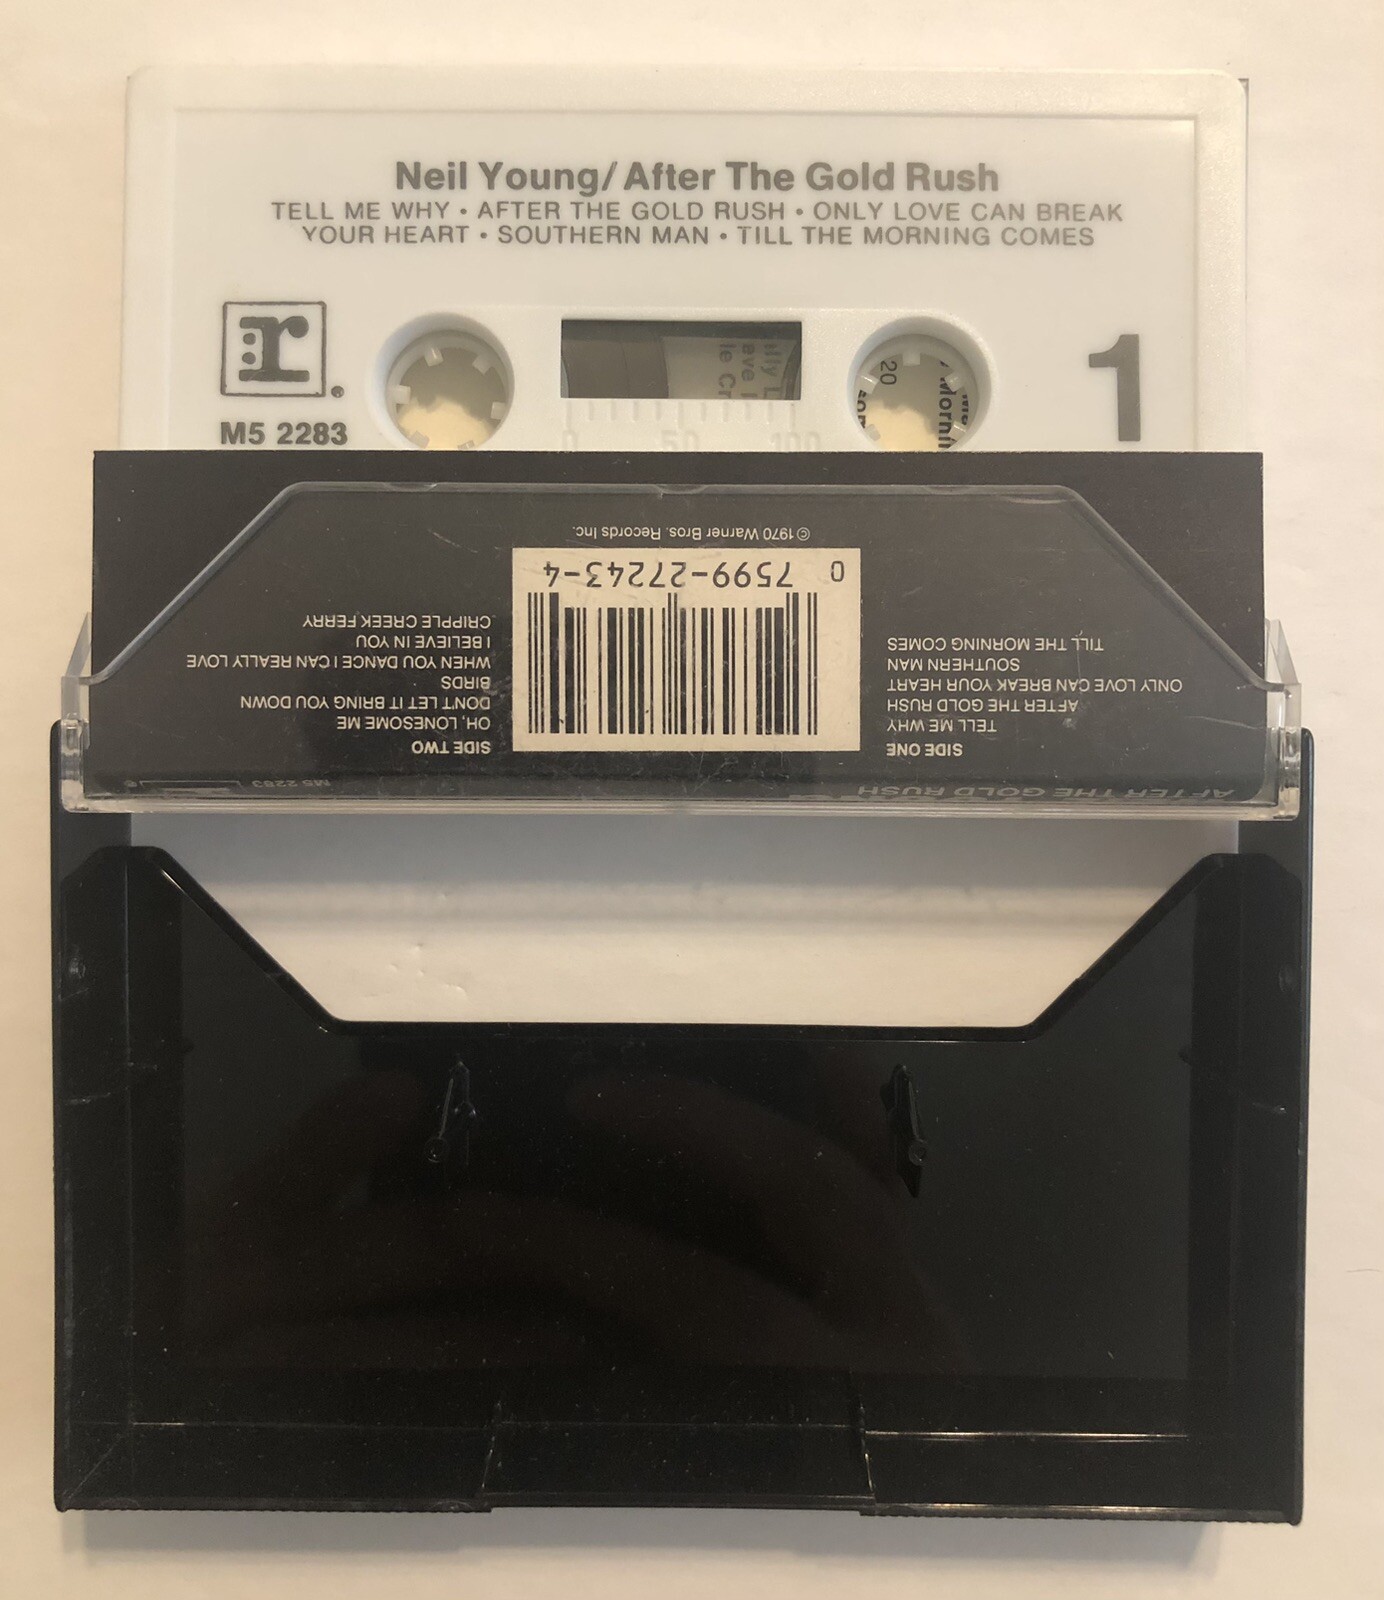 Neil Young/After The Gold Rush
TELL ME WHY • AFTER THE GOLD RUSH • ONLY LOVE CAN BREAK
YOUR HEART • SOUTHERN MAN • TILL THE MORNING COMES
r
M5 2283
1
0 50 100
20
AFTER THE GOLD RUSH
M5 2283
SIDE ONE
TELL ME WHY
AFTER THE GOLD RUSH
ONLY LOVE CAN BREAK YOUR HEART
SOUTHERN MAN
TILL THE MORNING COMES
SIDE TWO
OH, LONESOME ME
DON'T LET IT BRING YOU DOWN
BIRDS
WHEN YOU DANCE I CAN REALLY LOVE
I BELIEVE IN YOU
CRIPPLE CREEK FERRY
0 7599-27243-4
©1970 Warner Bros. Records Inc.